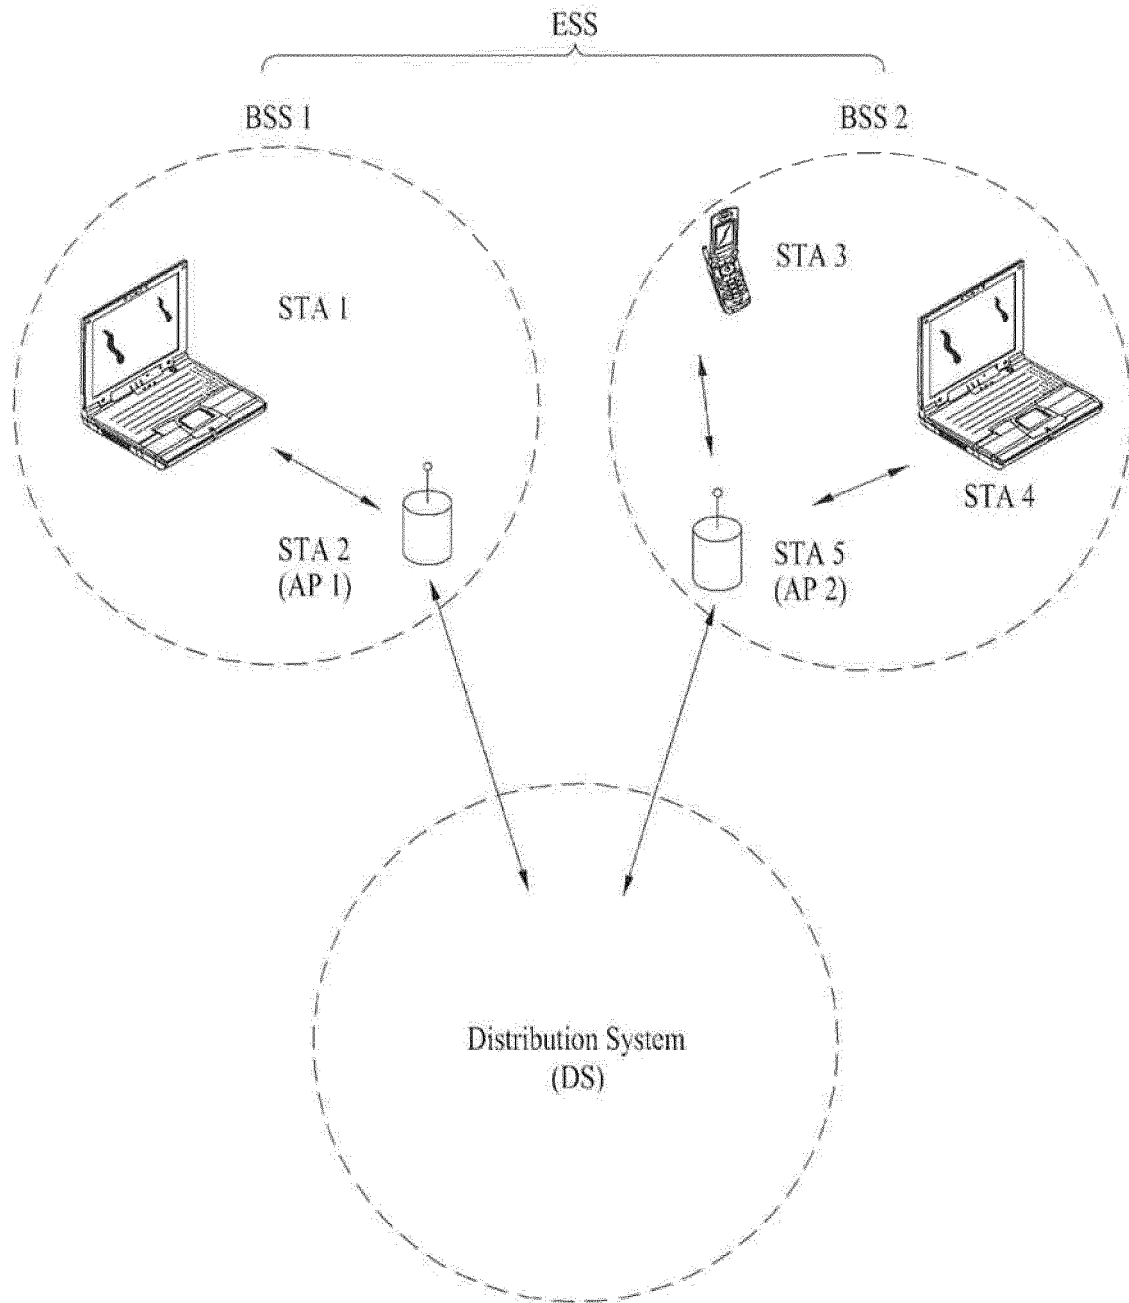 ESS
BSS 1
BSS 2
STA 3
STA 1
STA 4
STA 2
(AP 1)
STA 5
(AP 2)
Distribution System
(DS)